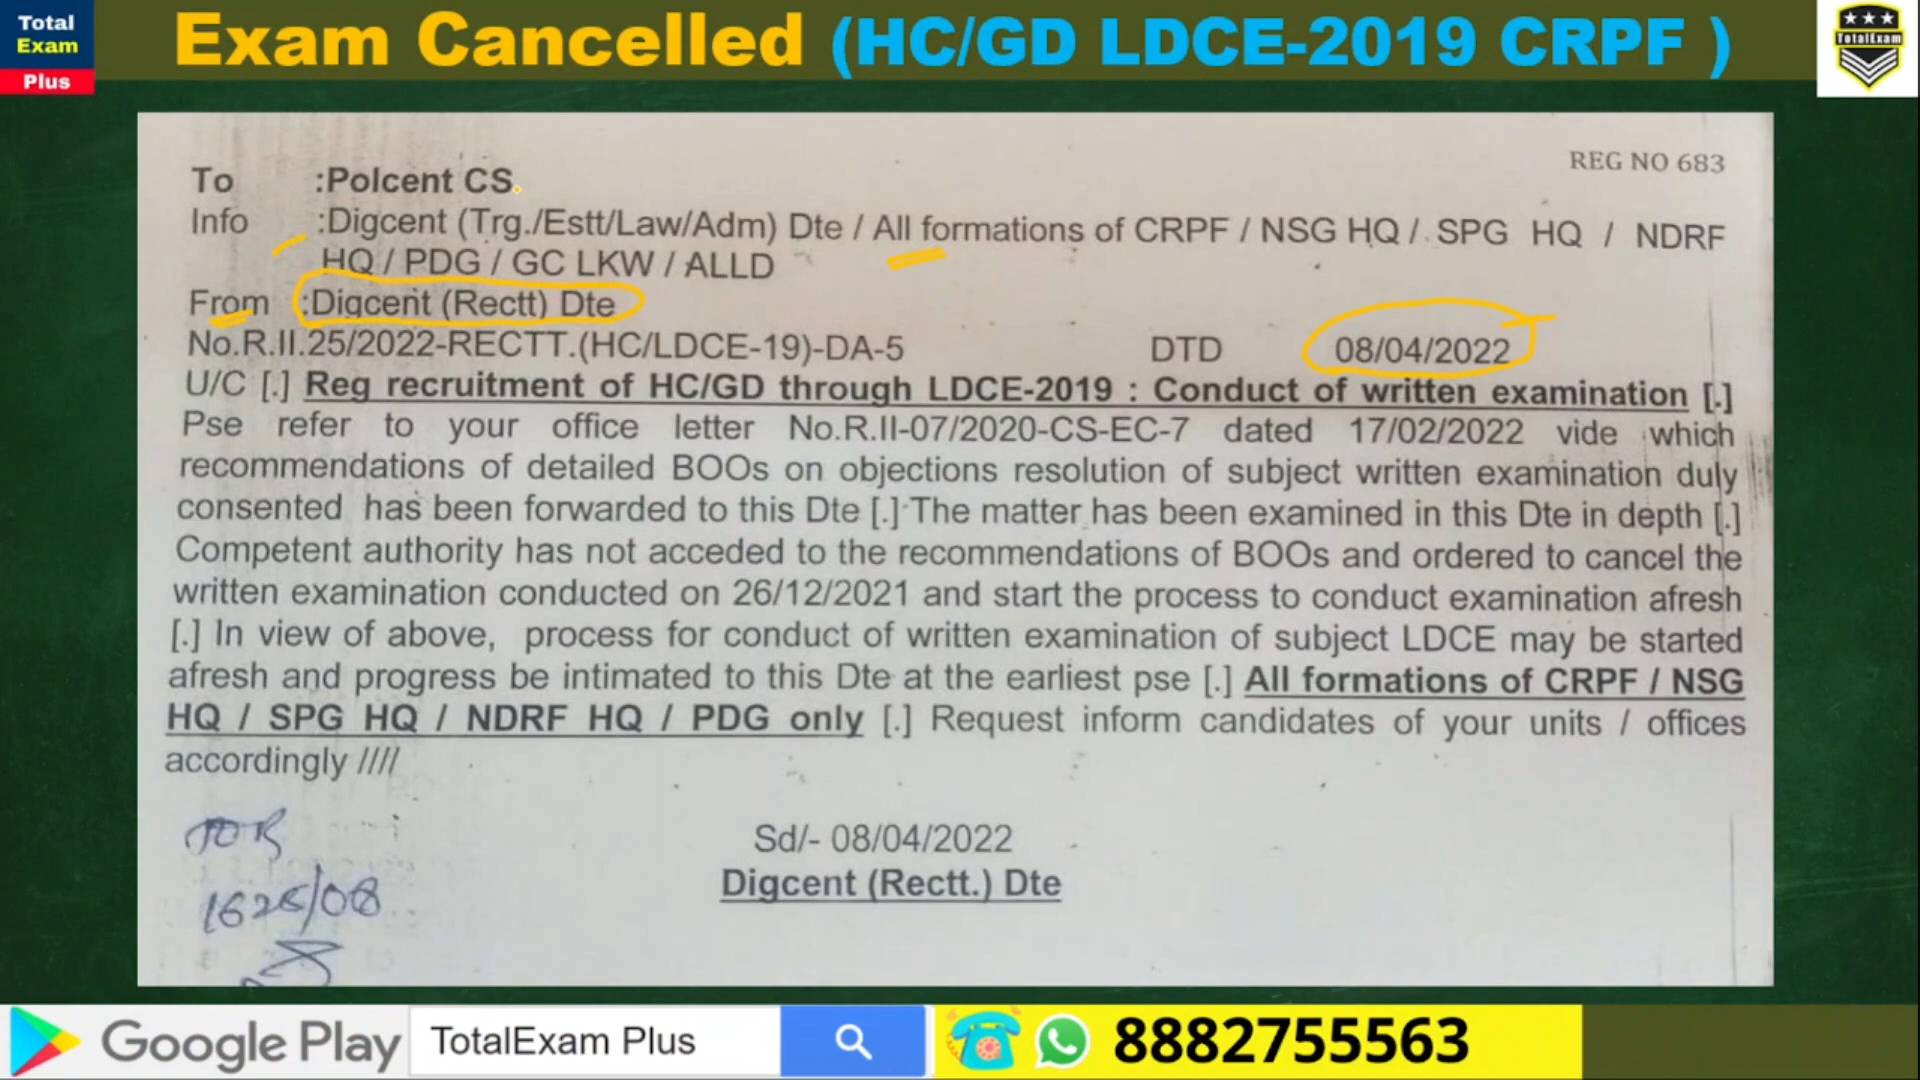 Total
Exam
Plus
Exam Cancelled (HC/GD LDCE-2019 CRPF )
TotalExam
REG NO 683
To :Polcent CS.
Info :Digcent (Trg./Estt/Law/Adm) Dte / All formations of CRPF / NSG HQ / SPG HQ / NDRF
HQ / PDG / GC LKW / ALLD
From :Digcent (Rectt) Dte
No.R.II.25/2022-RECTT.(HC/LDCE-19)-DA-5 DTD 08/04/2022
U/C [.] Reg recruitment of HC/GD through LDCE-2019 : Conduct of written examination [.]
Pse refer to your office letter No.R.II-07/2020-CS-EC-7 dated 17/02/2022 vide which
recommendations of detailed BOOs on objections resolution of subject written examination duly
consented has been forwarded to this Dte [.] The matter has been examined in this Dte in depth [.]
Competent authority has not acceded to the recommendations of BOOs and ordered to cancel the
written examination conducted on 26/12/2021 and start the process to conduct examination afresh
[.] In view of above, process for conduct of written examination of subject LDCE may be started
afresh and progress be intimated to this Dte at the earliest pse [.] All formations of CRPF / NSG
HQ / SPG HQ / NDRF HQ / PDG only [.] Request inform candidates of your units / offices
accordingly ////
TOR
1626/08
Sd/- 08/04/2022
Digcent (Rectt.) Dte
Google Play
TotalExam Plus
8882755563